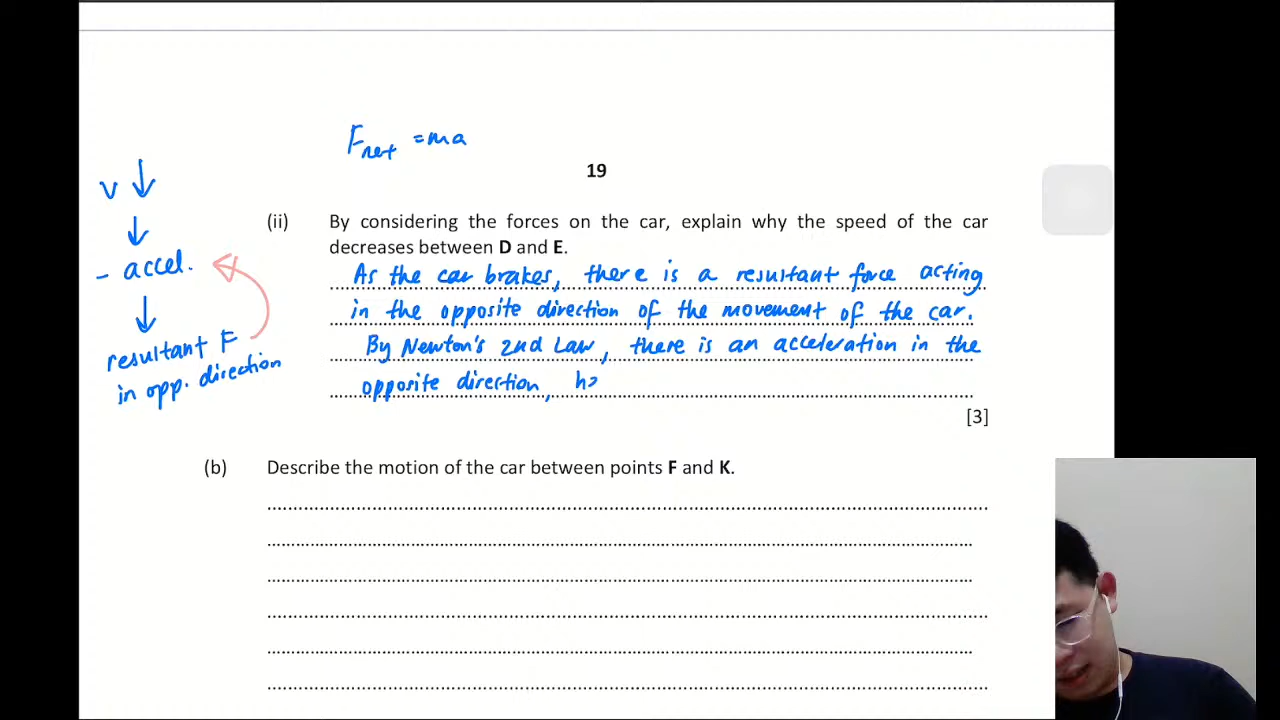 F net = ma
19
v ↓
↓
- accel.
↓
resultant F
in opp. direction
(ii) By considering the forces on the car, explain why the speed of the car
decreases between D and E.
As the car brakes, there is a resultant force acting
in the opposite direction of the movement of the car.
By Newton's 2nd Law, there is an acceleration in the
opposite direction,
[3]
(b) Describe the motion of the car between points F and K.